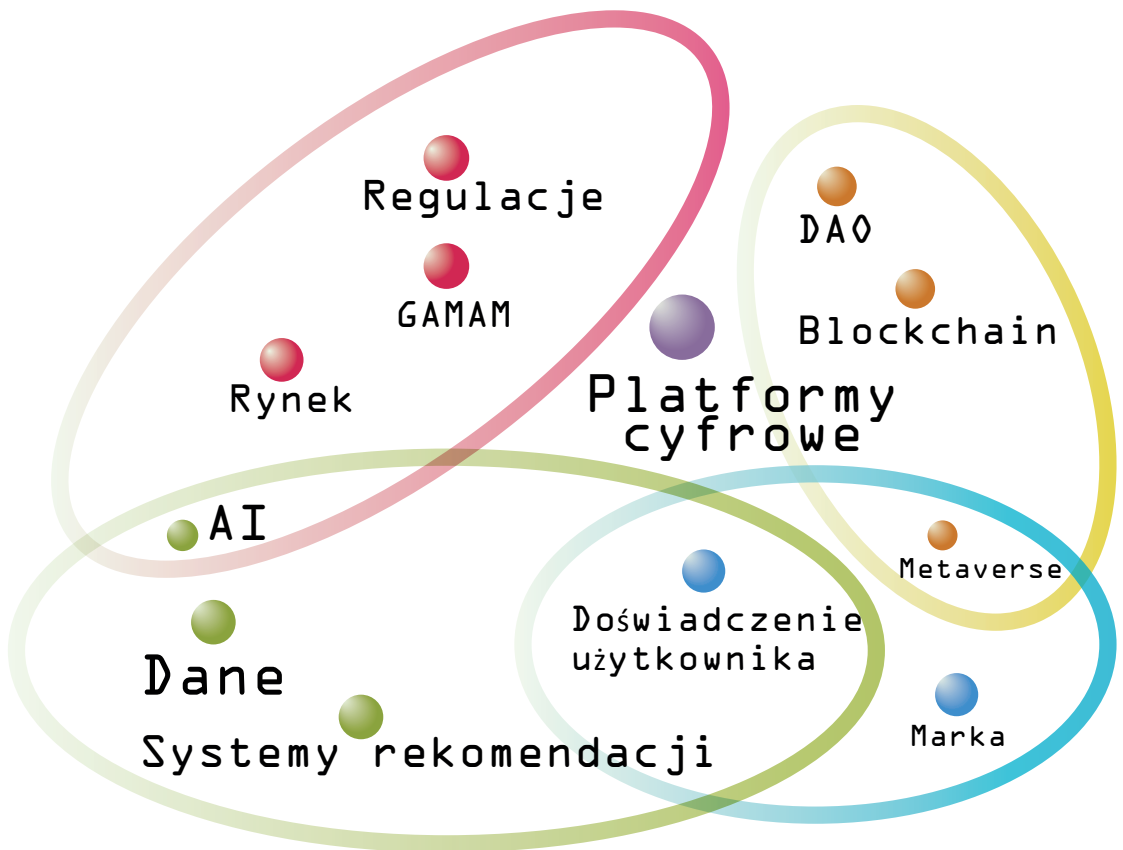 Regulacje
GAMAM
Rynek
DAO
Blockchain
Platformy
cyfrowe
AI
Dane
Systemy rekomendacji
Doświadczenie
użytkownika
Metaverse
Marka